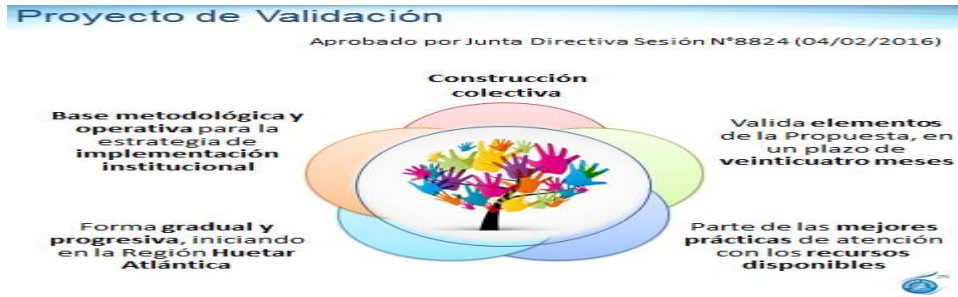 Proyecto de Validación
Aprobado por Junta Directiva Sesión N°8824 (04/02/2016)
Construcción
colectiva
Base metodológica y
operativa para la
estrategia de
implementación
institucional
Valida elementos
de la Propuesta, en
un plazo de
veinticuatro meses
Forma gradual y
progresiva, iniciando
en la Región Huetar
Atlántica
Parte de las mejores
prácticas de atención
con los recursos
disponibles